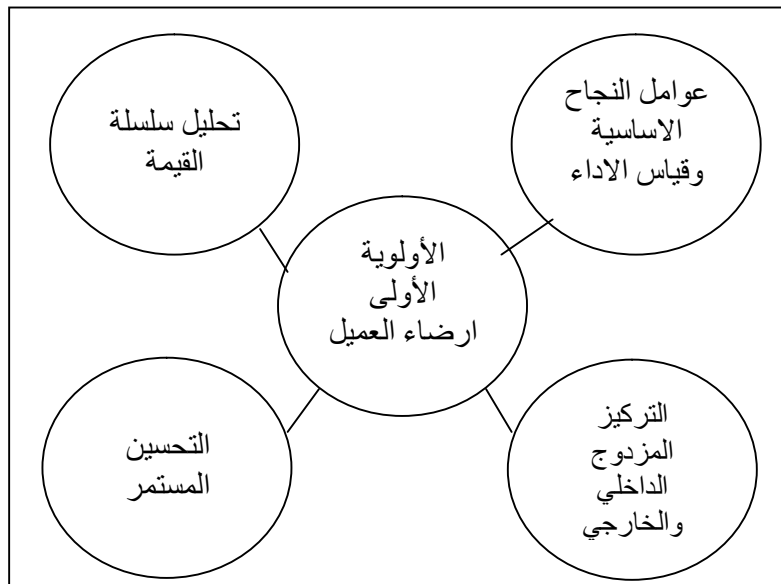 عوامل النجاح
الاساسية
وقياس الاداء
تحليل سلسلة
القيمة
الأولوية
الأولى
ارضاء العميل
التركيز
المزدوج
الداخلي
والخارجي
التحسين
المستمر